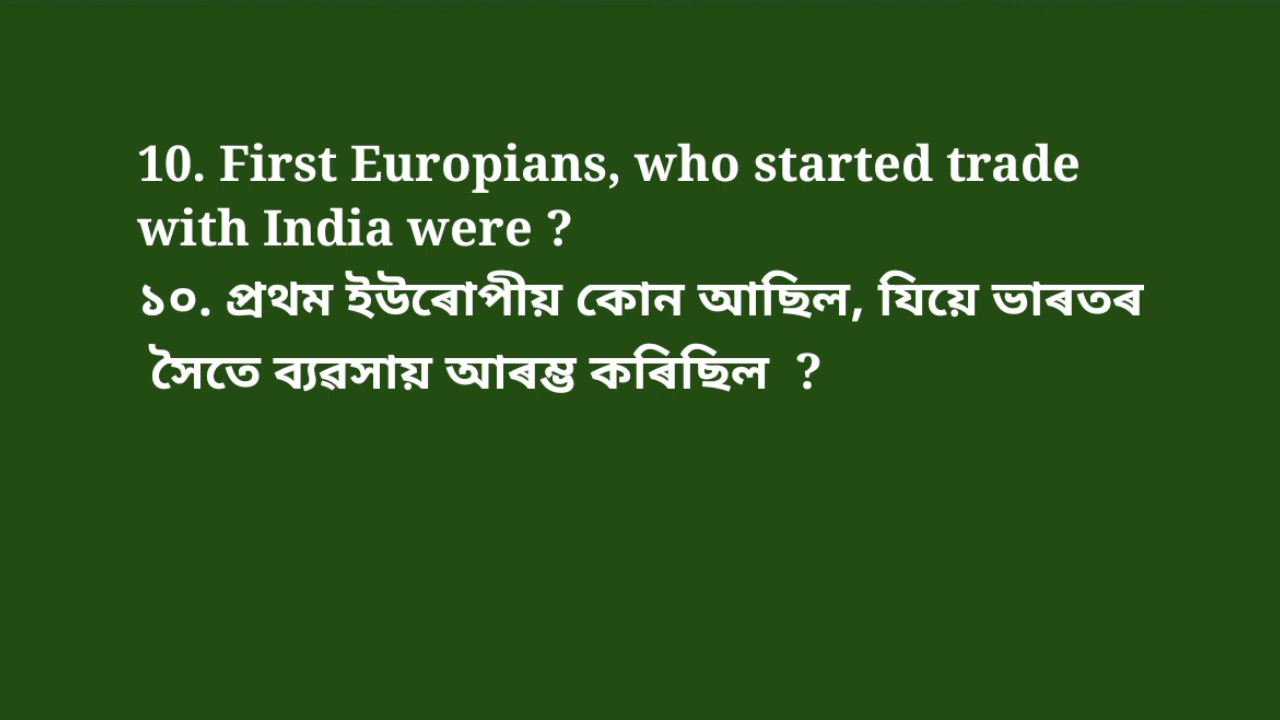 10. First Europians, who started trade
with India were ?
১০. প্ৰথম ইউৰোপীয় কোন আছিল, যিয়ে ভাৰতৰ
সৈতে ব্যৱসায় আৰম্ভ কৰিছিল ?